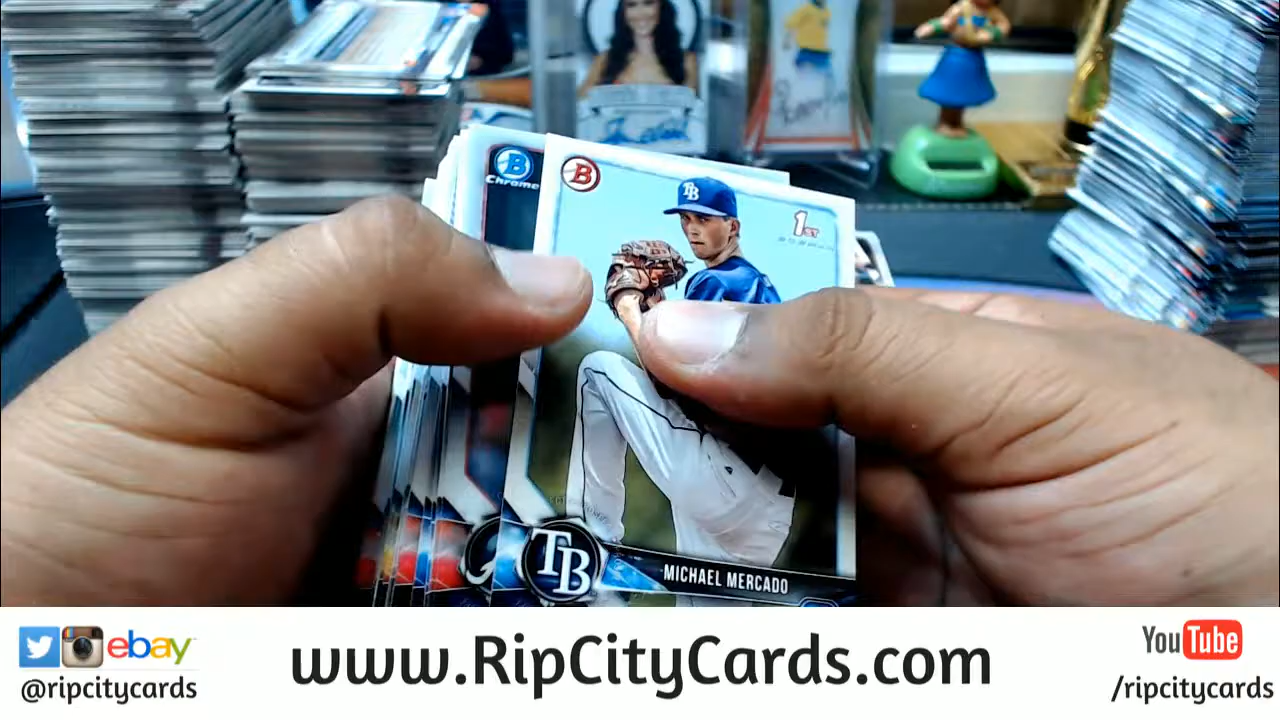 B
Chrome
B
TB
1ST
TB
MICHAEL MERCADO
ebay
@ripcitycards
www.RipCityCards.com
YouTube
/ripcitycards